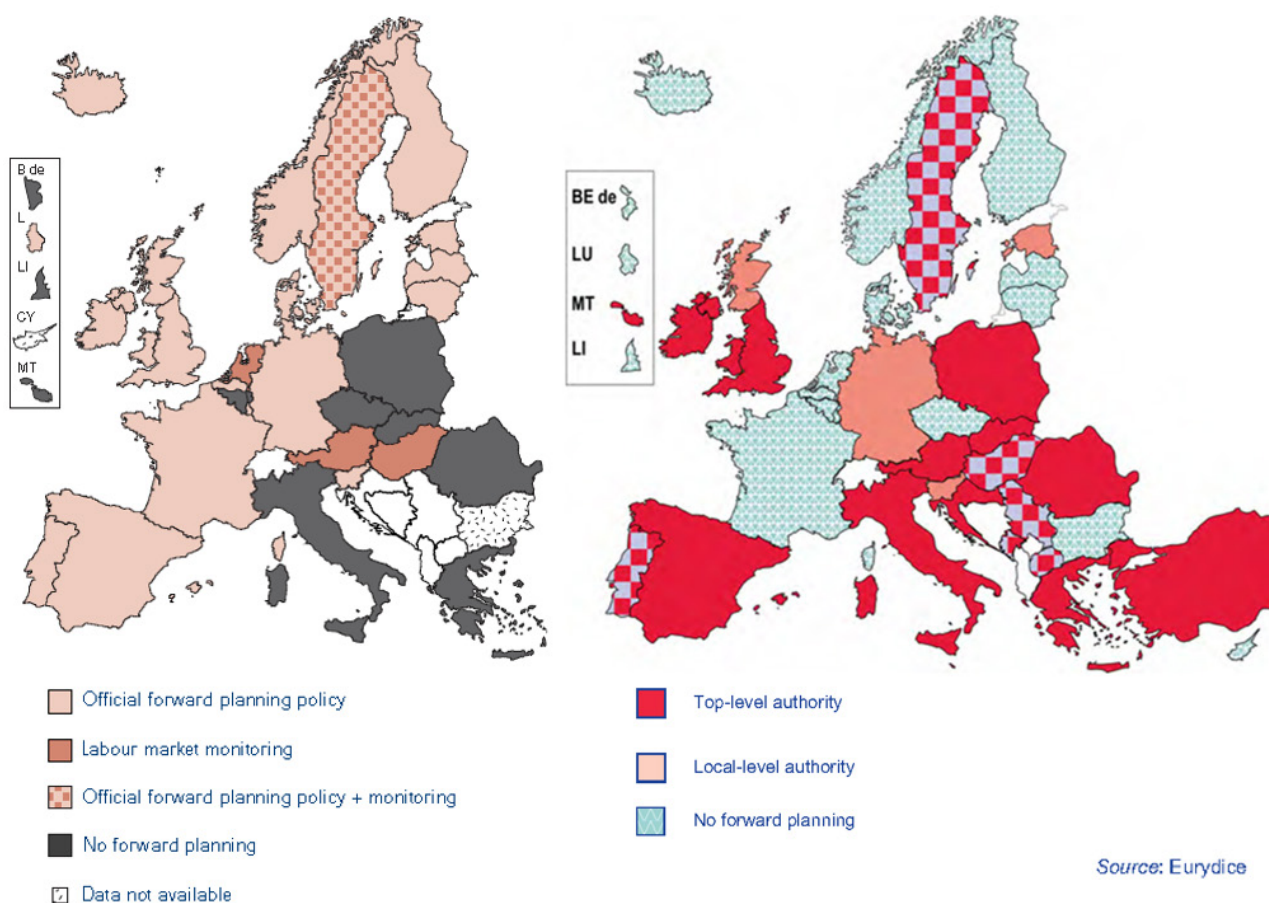 B de
L
LI
CY
MT
BE de
LU
MT
LI
Official forward planning policy
Labour market monitoring
Official forward planning policy + monitoring
No forward planning
Data not available
Top-level authority
Local-level authority
No forward planning
Source: Eurydice